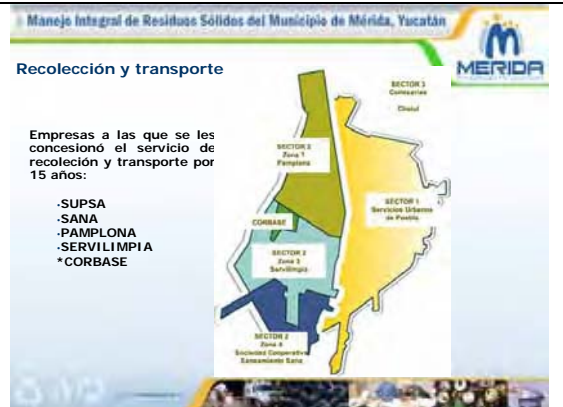 Manejo Integral de Residuos Sólidos del Municipio de Mérida, Yucatán
MERIDA
Recolección y transporte
Empresas a las que se les
concesionó el servicio de
recoleción y transporte por
15 años:
·SUPSA
·SANA
·PAMPLONA
·SERVILIMPIA
*CORBASE
SECTOR 3
Comisarías
Cholul
SECTOR 2
Zona 1
Pamplona
SECTOR 1
Servicios Urbanos
de Puebla
CORBASE
SECTOR 2
Zona 3
Servilimpia
SECTOR 2
Zona 4
Sociedad Cooperativa
Saneamiento Sana